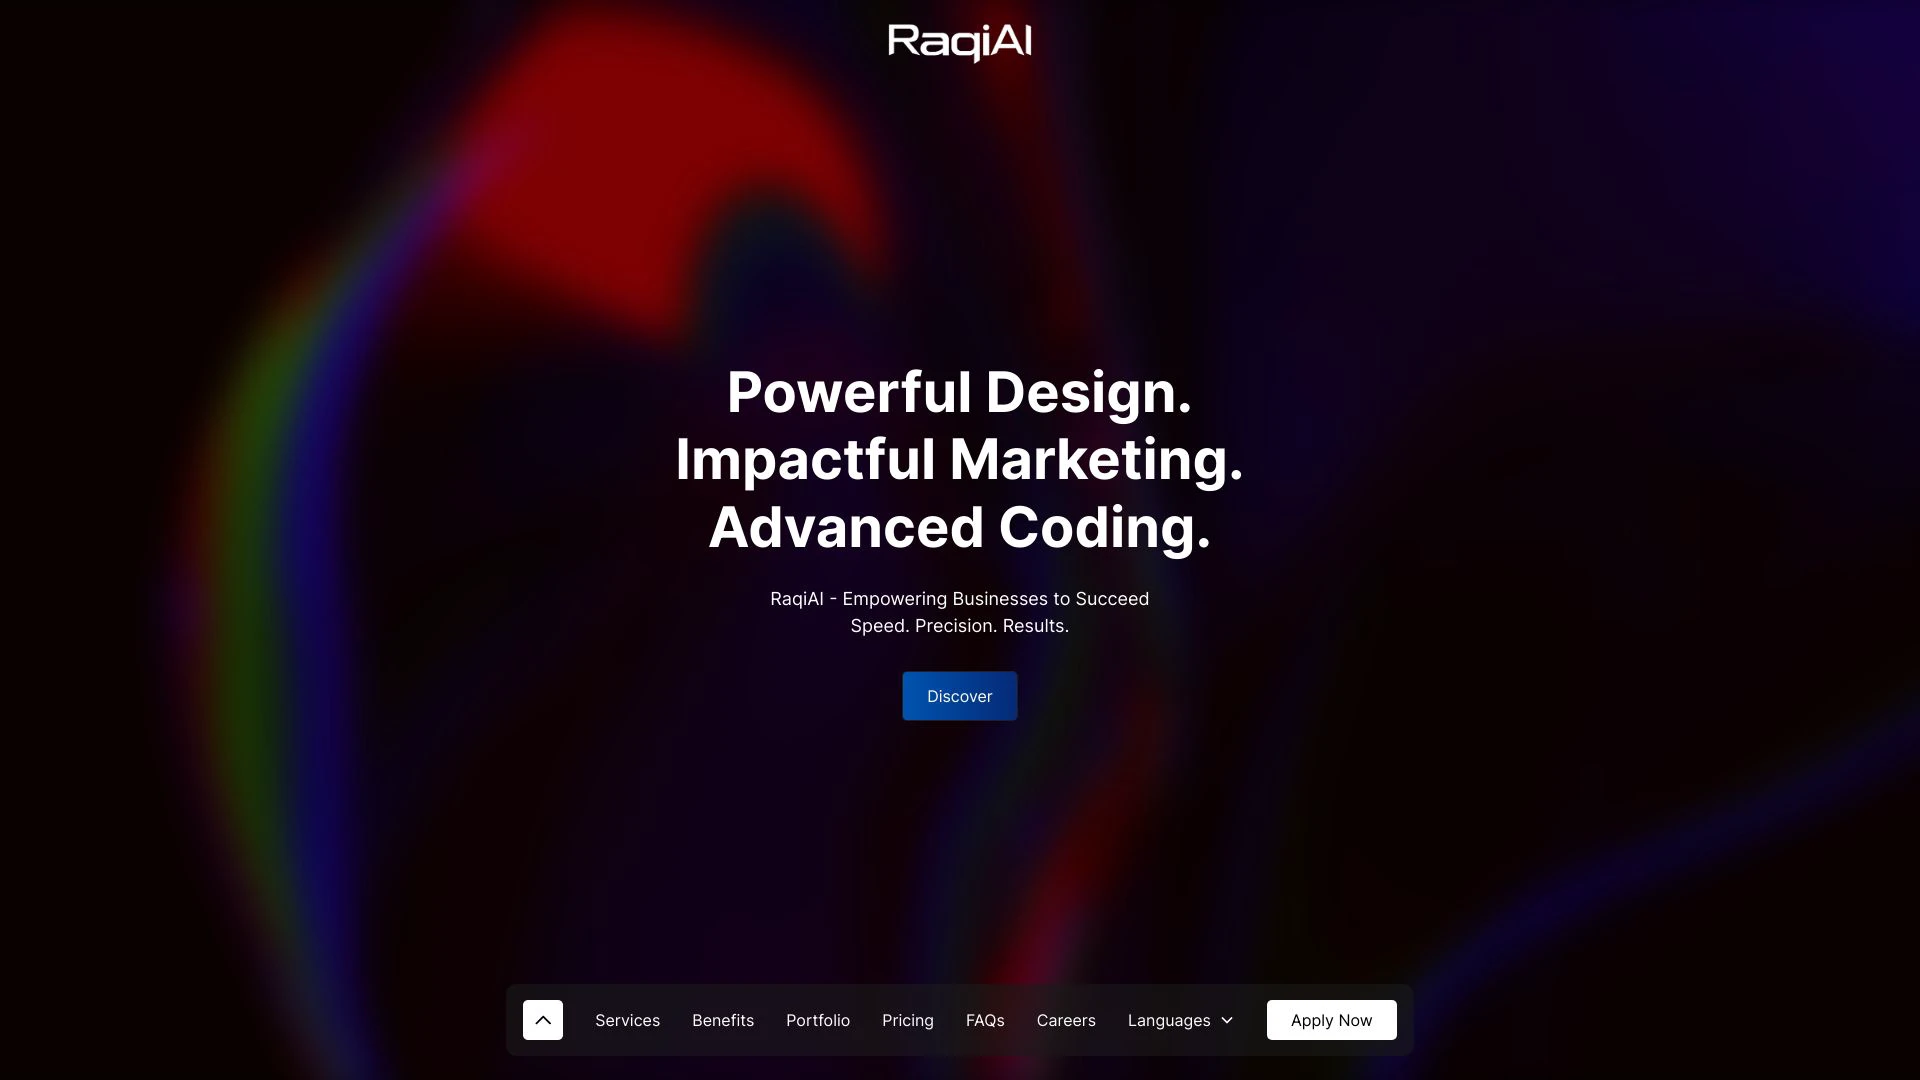 RaqiAI
Powerful Design.
Impactful Marketing.
Advanced Coding.
RaqiAI - Empowering Businesses to Succeed
Speed. Precision. Results.
Discover
Services Benefits Portfolio Pricing FAQs Careers Languages Apply Now